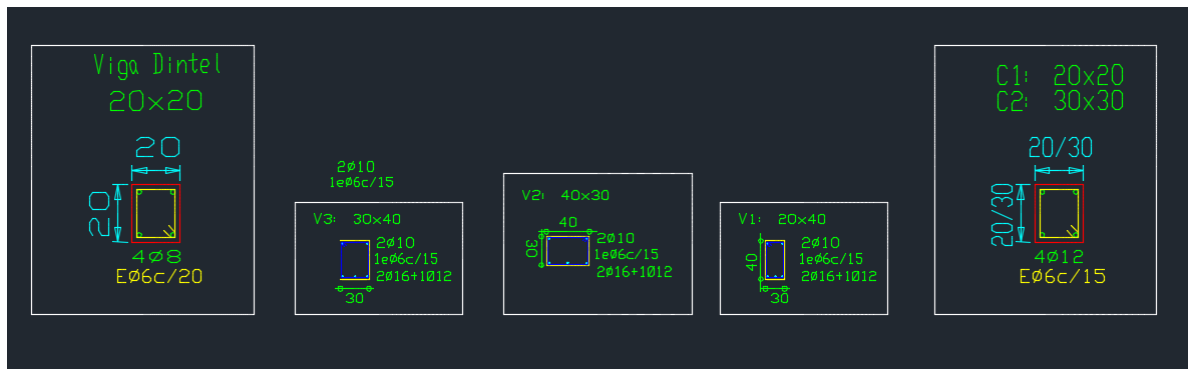 Viga Dintel
20x20
20
20
4ø8
Eø6c/20
2ø10
1eø6c/15
V3: 30x40
2ø10
1eø6c/15
2Ø16+1Ø12
30
V2: 40x30
40
30
2ø10
1eø6c/15
2Ø16+1Ø12
V1: 20x40
40
2ø10
1eø6c/15
2Ø16+1Ø12
30
C1: 20x20
C2: 30x30
20/30
20/30
4ø12
Eø6c/15